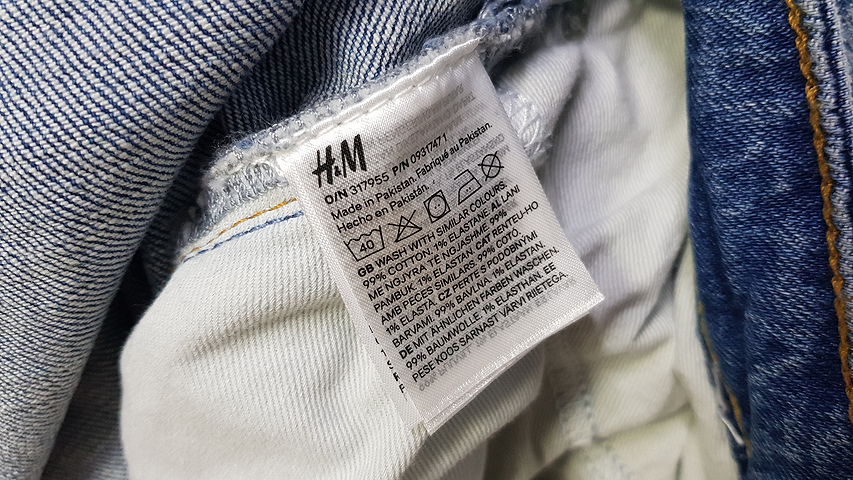 H&M
O/N 317955 P/N 0931747 1
Made in Pakistan. Fabriqué au Pakistan.
Hecho en Pakistán.
40
GB WASH WITH SIMILAR COLOURS
99% COTTON, 1% ELASTANE AL LANI
ME NGJYRA TE NGJASHME 99%
PAMBUK, 1% ELASTAN. CAT RENTEU-HO
AMB PECES SIMILARS 99% COTÓ,
1% ELASTÀ. CZ PERTE S PODOBNÝMI
BARVAMI. 99% BAVLNA, 1% ELASTAN.
DE MIT ÄHNLICHEN FARBEN WASCHEN.
99% BAUMWOLLE, 1% ELASTHAN. EE
PESE KOOS SARNAST VÄRVI RIIETEGA.